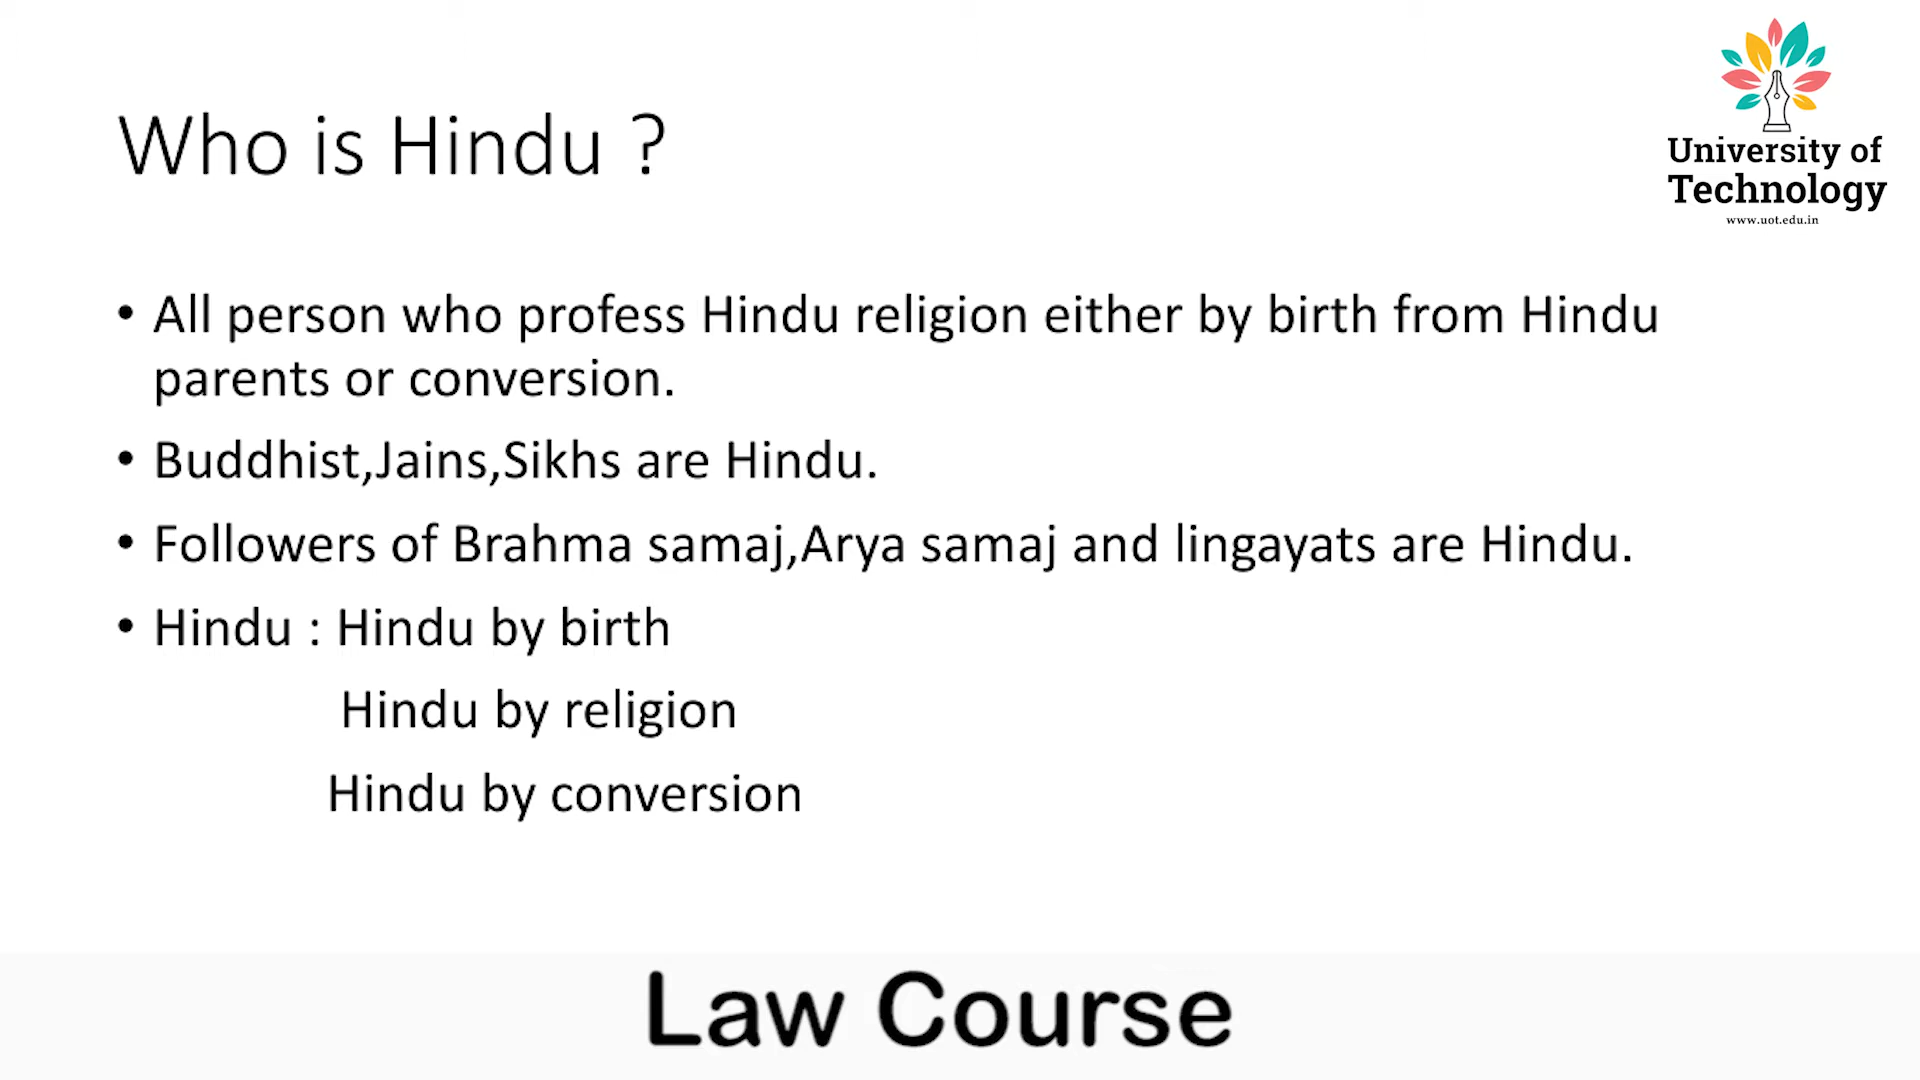 University of
Technology
www.uot.edu.in
Who is Hindu ?
• All person who profess Hindu religion either by birth from Hindu
parents or conversion.
• Buddhist,Jains,Sikhs are Hindu.
• Followers of Brahma samaj,Arya samaj and lingayats are Hindu.
• Hindu : Hindu by birth
Hindu by religion
Hindu by conversion
Law Course